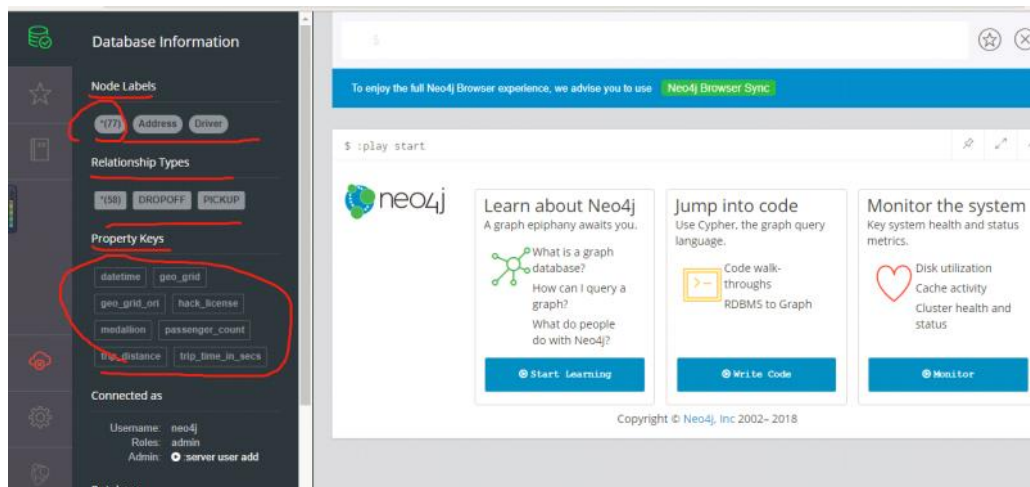 Database Information
Node Labels
*(77) Address Driver
Relationship Types
*(58) DROPOFF PICKUP
Property Keys
datetime geo_grid
geo_grid_ori hack_license
medallion passenger_count
trip_distance trip_time_in_secs
Connected as
Username: neo4j
Roles: admin
Admin: :server user add
$
To enjoy the full Neo4j Browser experience, we advise you to use Neo4j Browser Sync
$ :play start
neo4j
Learn about Neo4j
A graph epiphany awaits you.
What is a graph
database?
How can I query a
graph?
What do people
do with Neo4j?
Start Learning
Jump into code
Use Cypher, the graph query
language.
Code walk-
throughs
RDBMS to Graph
Write Code
Monitor the system
Key system health and status
metrics.
Disk utilization
Cache activity
Cluster health and
status
Monitor
Copyright © Neo4j, Inc 2002– 2018